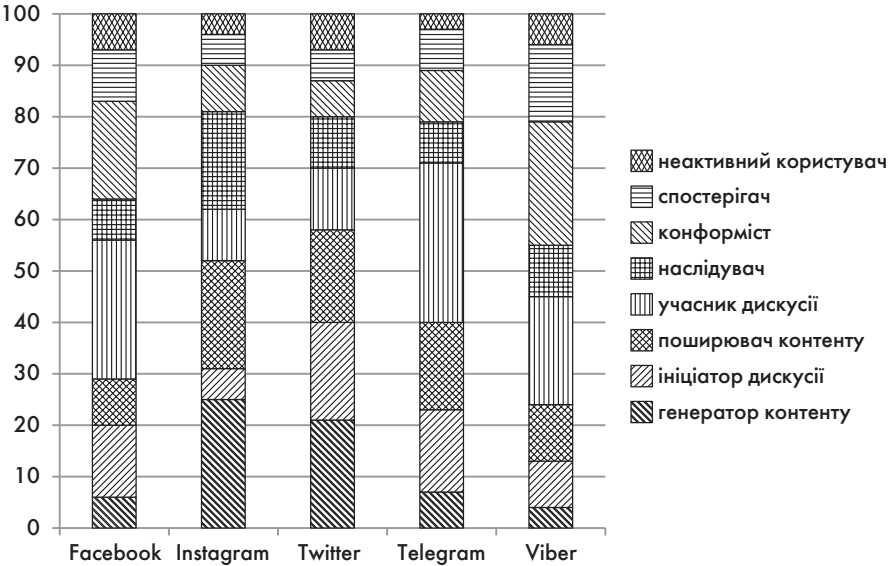 100
90
80
70
60
50
40
30
20
10
0
Facebook Instagram Twitter Telegram Viber
неактивний користувач
спостерігач
конформіст
наслідувач
учасник дискусії
поширювач контенту
ініціатор дискусії
генератор контенту